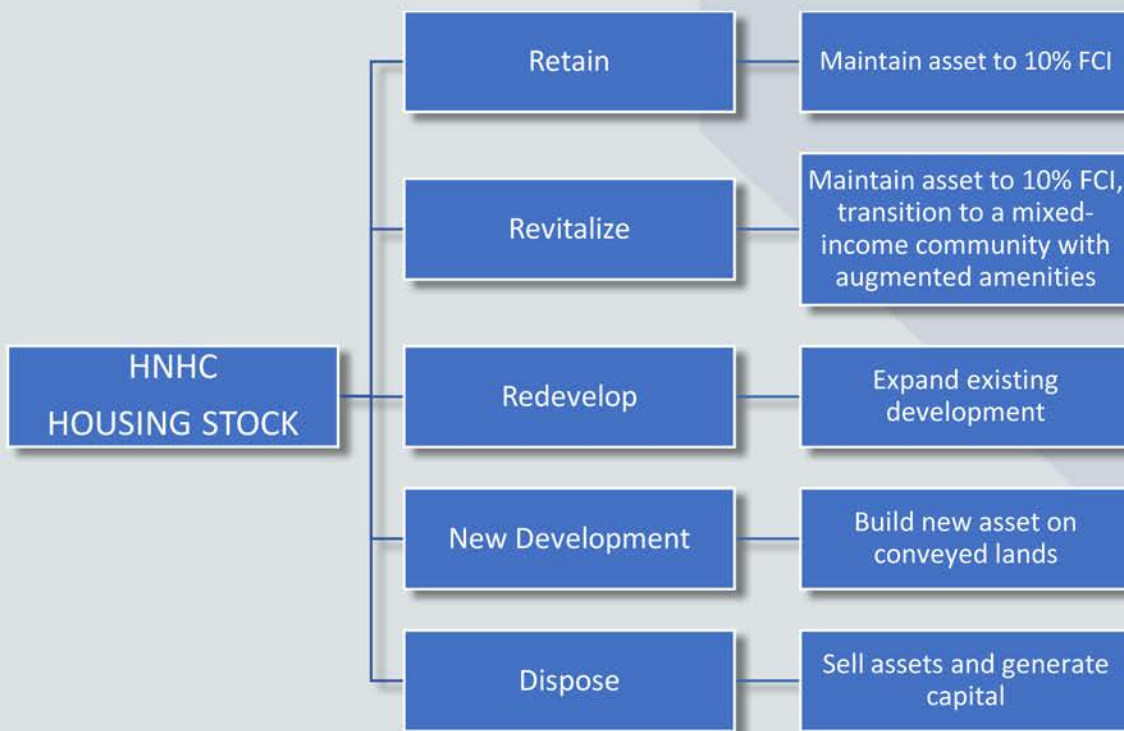 Retain
Maintain asset to 10% FCI
Revitalize
Maintain asset to 10% FCI,
transition to a mixed-
income community with
augmented amenities
HNHC
HOUSING STOCK
Redevelop
Expand existing
development
New Development
Build new asset on
conveyed lands
Dispose
Sell assets and generate
capital